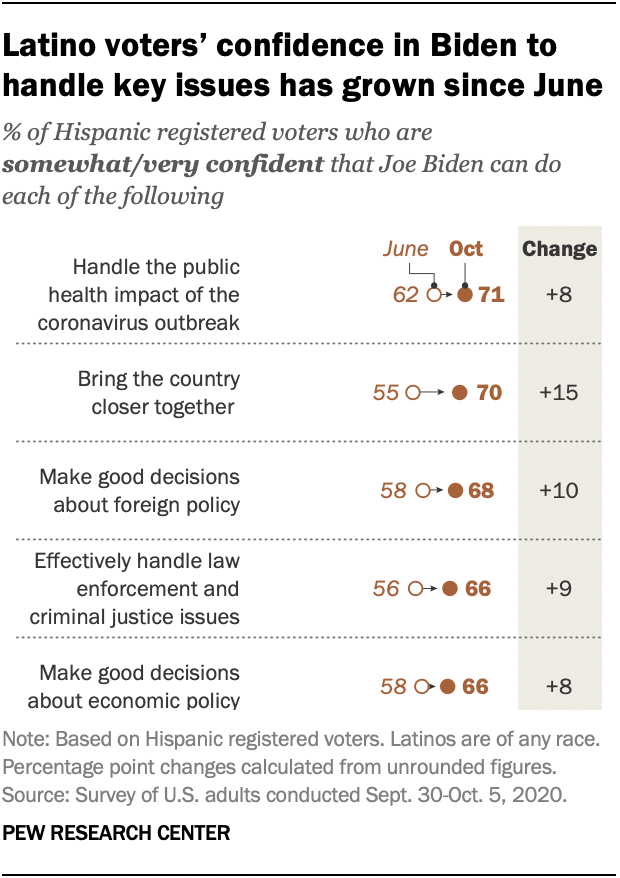 Latino voters’ confidence in Biden to
handle key issues has grown since June
% of Hispanic registered voters who are
somewhat/very confident that Joe Biden can do
each of the following
June Oct Change
Handle the public
health impact of the
coronavirus outbreak
62 71 +8
Bring the country
closer together
55 70 +15
Make good decisions
about foreign policy
58 68 +10
Effectively handle law
enforcement and
criminal justice issues
56 66 +9
Make good decisions
about economic policy
58 66 +8
Note: Based on Hispanic registered voters. Latinos are of any race.
Percentage point changes calculated from unrounded figures.
Source: Survey of U.S. adults conducted Sept. 30-Oct. 5, 2020.
PEW RESEARCH CENTER